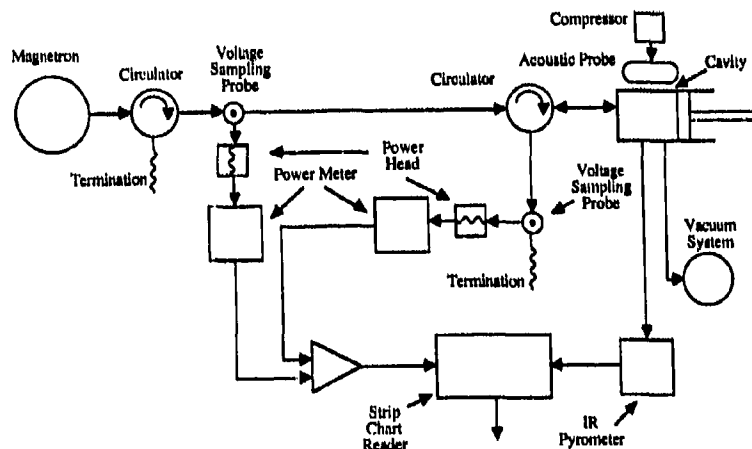 Compressor
Magnetron
Voltage
Sampling
Probe
Circulator
Circulator
Acoustic Probe
Cavity
Termination
Power
Head
Power Meter
Voltage
Sampling
Probe
Vacuum
System
Termination
Strip
Chart
Reader
IR
Pyrometer